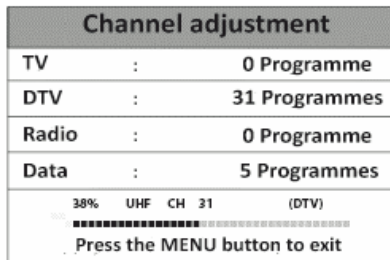 Channel adjustment
TV : 0 Programme
DTV : 31 Programmes
Radio : 0 Programme
Data : 5 Programmes
38% UHF CH 31 (DTV)
Press the MENU button to exit